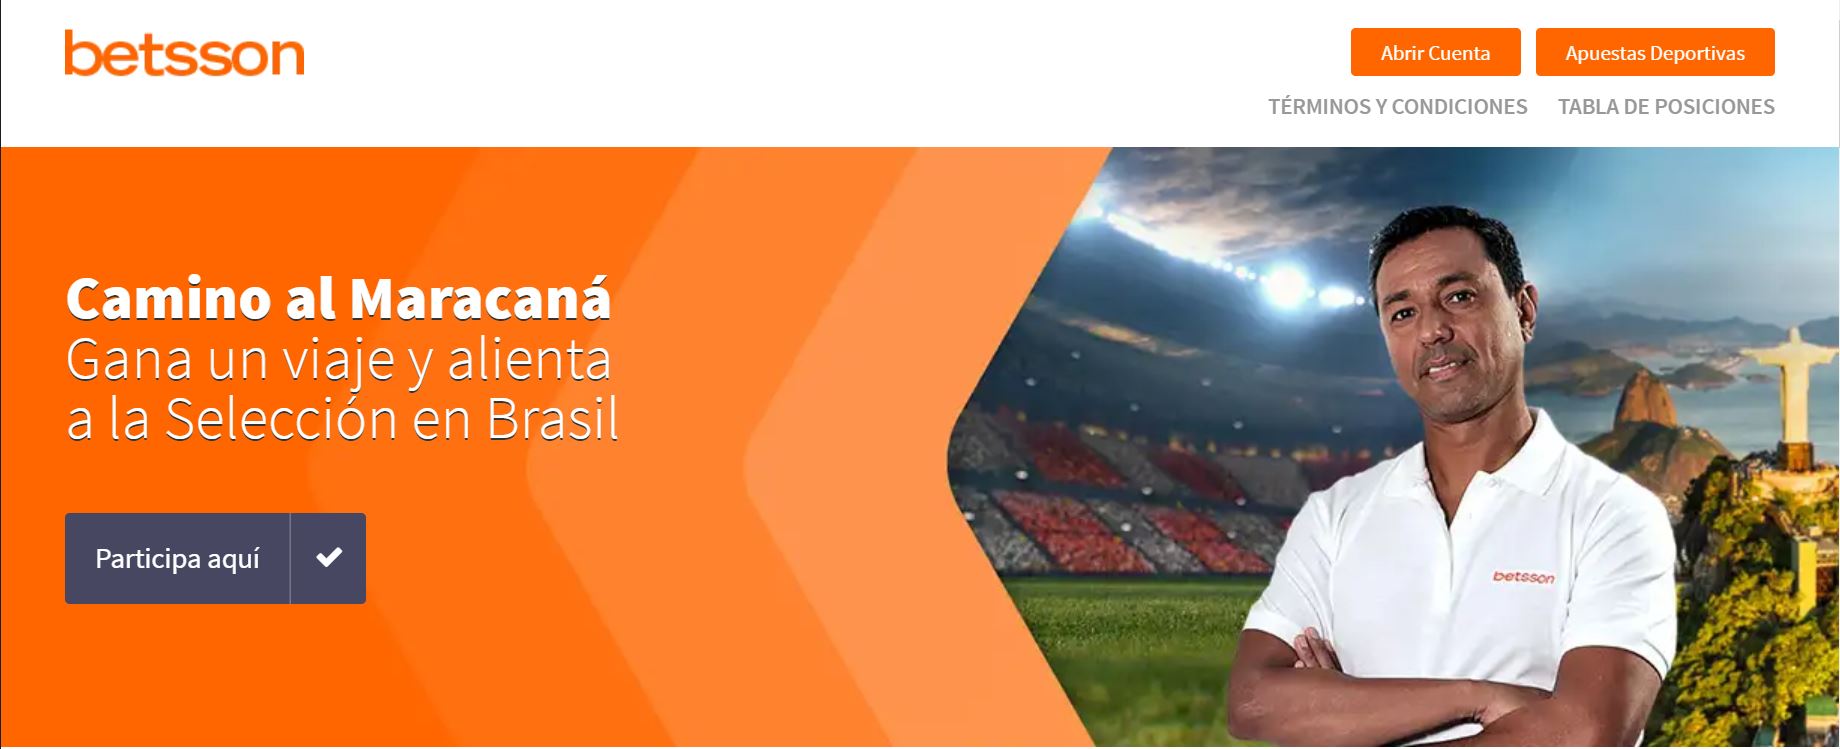 betsson
Abrir Cuenta
Apuestas Deportivas
TÉRMINOS Y CONDICIONES
TABLA DE POSICIONES
Camino al Maracaná
Gana un viaje y alienta
a la Selección en Brasil
Participa aquí
betsson